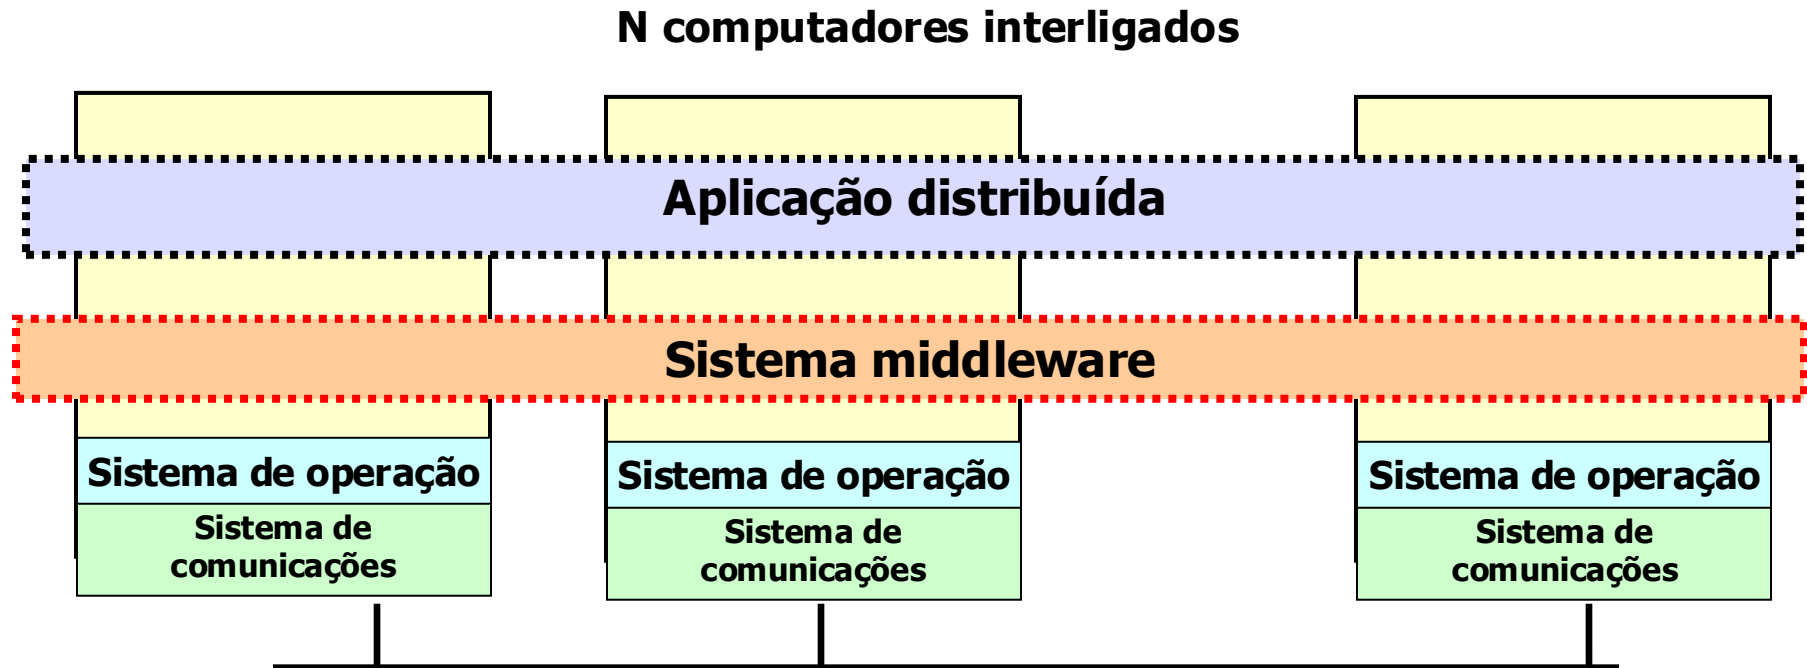 N computadores interligados
Aplicação distribuída
Sistema middleware
Sistema de operação
Sistema de operação
Sistema de operação
Sistema de
comunicações
Sistema de
comunicações
Sistema de
comunicações